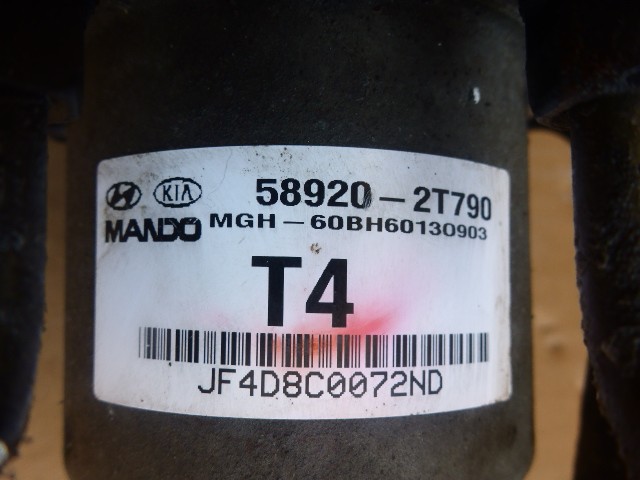 KIA 58920-2T790
MANDO MGH-60BH60130903
T4
JF4D8C0072ND